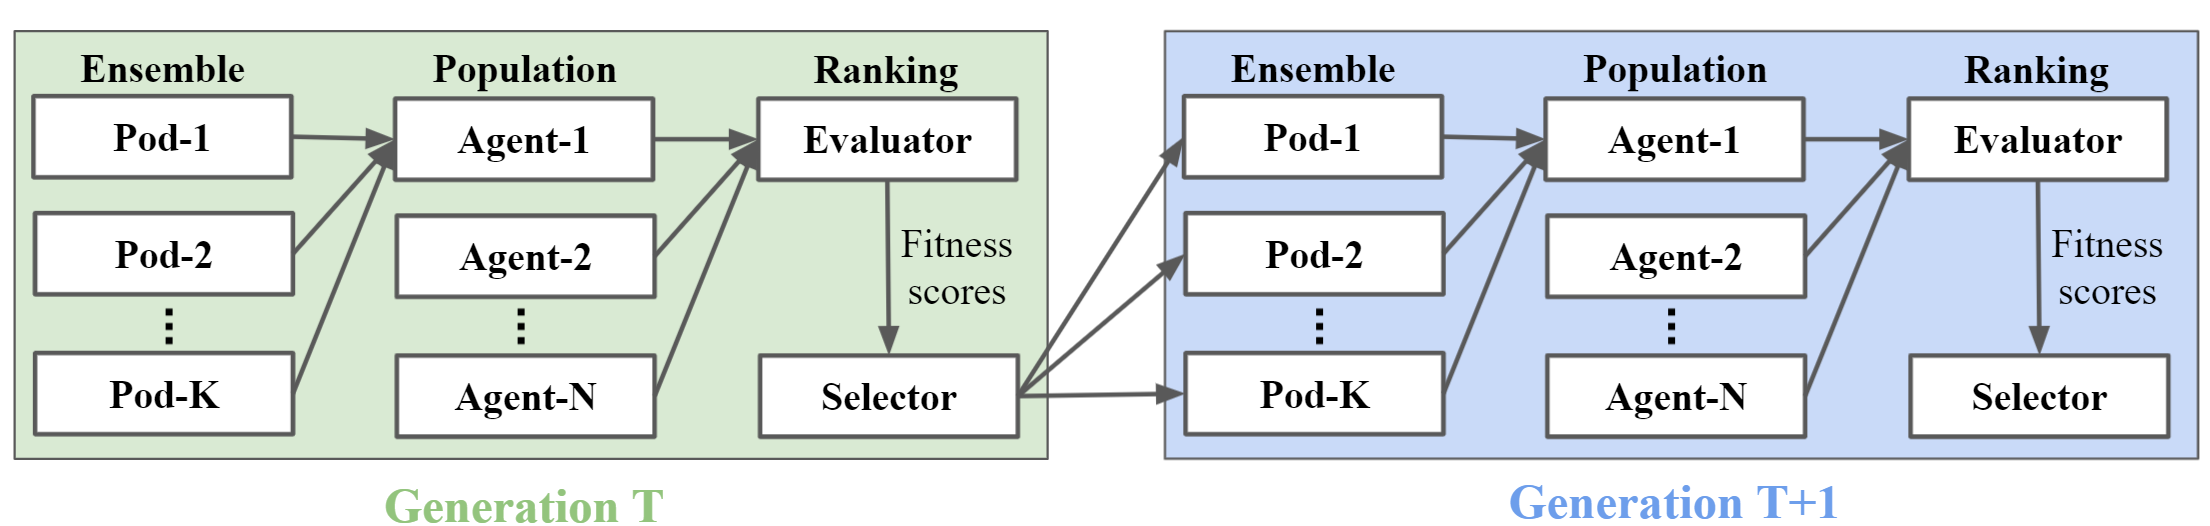 Ensemble
Pod-1
Pod-2
Pod-K
Population
Agent-1
Agent-2
Agent-N
Ranking
Evaluator
Fitness
scores
Selector
Generation T
Ensemble
Pod-1
Pod-2
Pod-K
Population
Agent-1
Agent-2
Agent-N
Ranking
Evaluator
Fitness
scores
Selector
Generation T+1